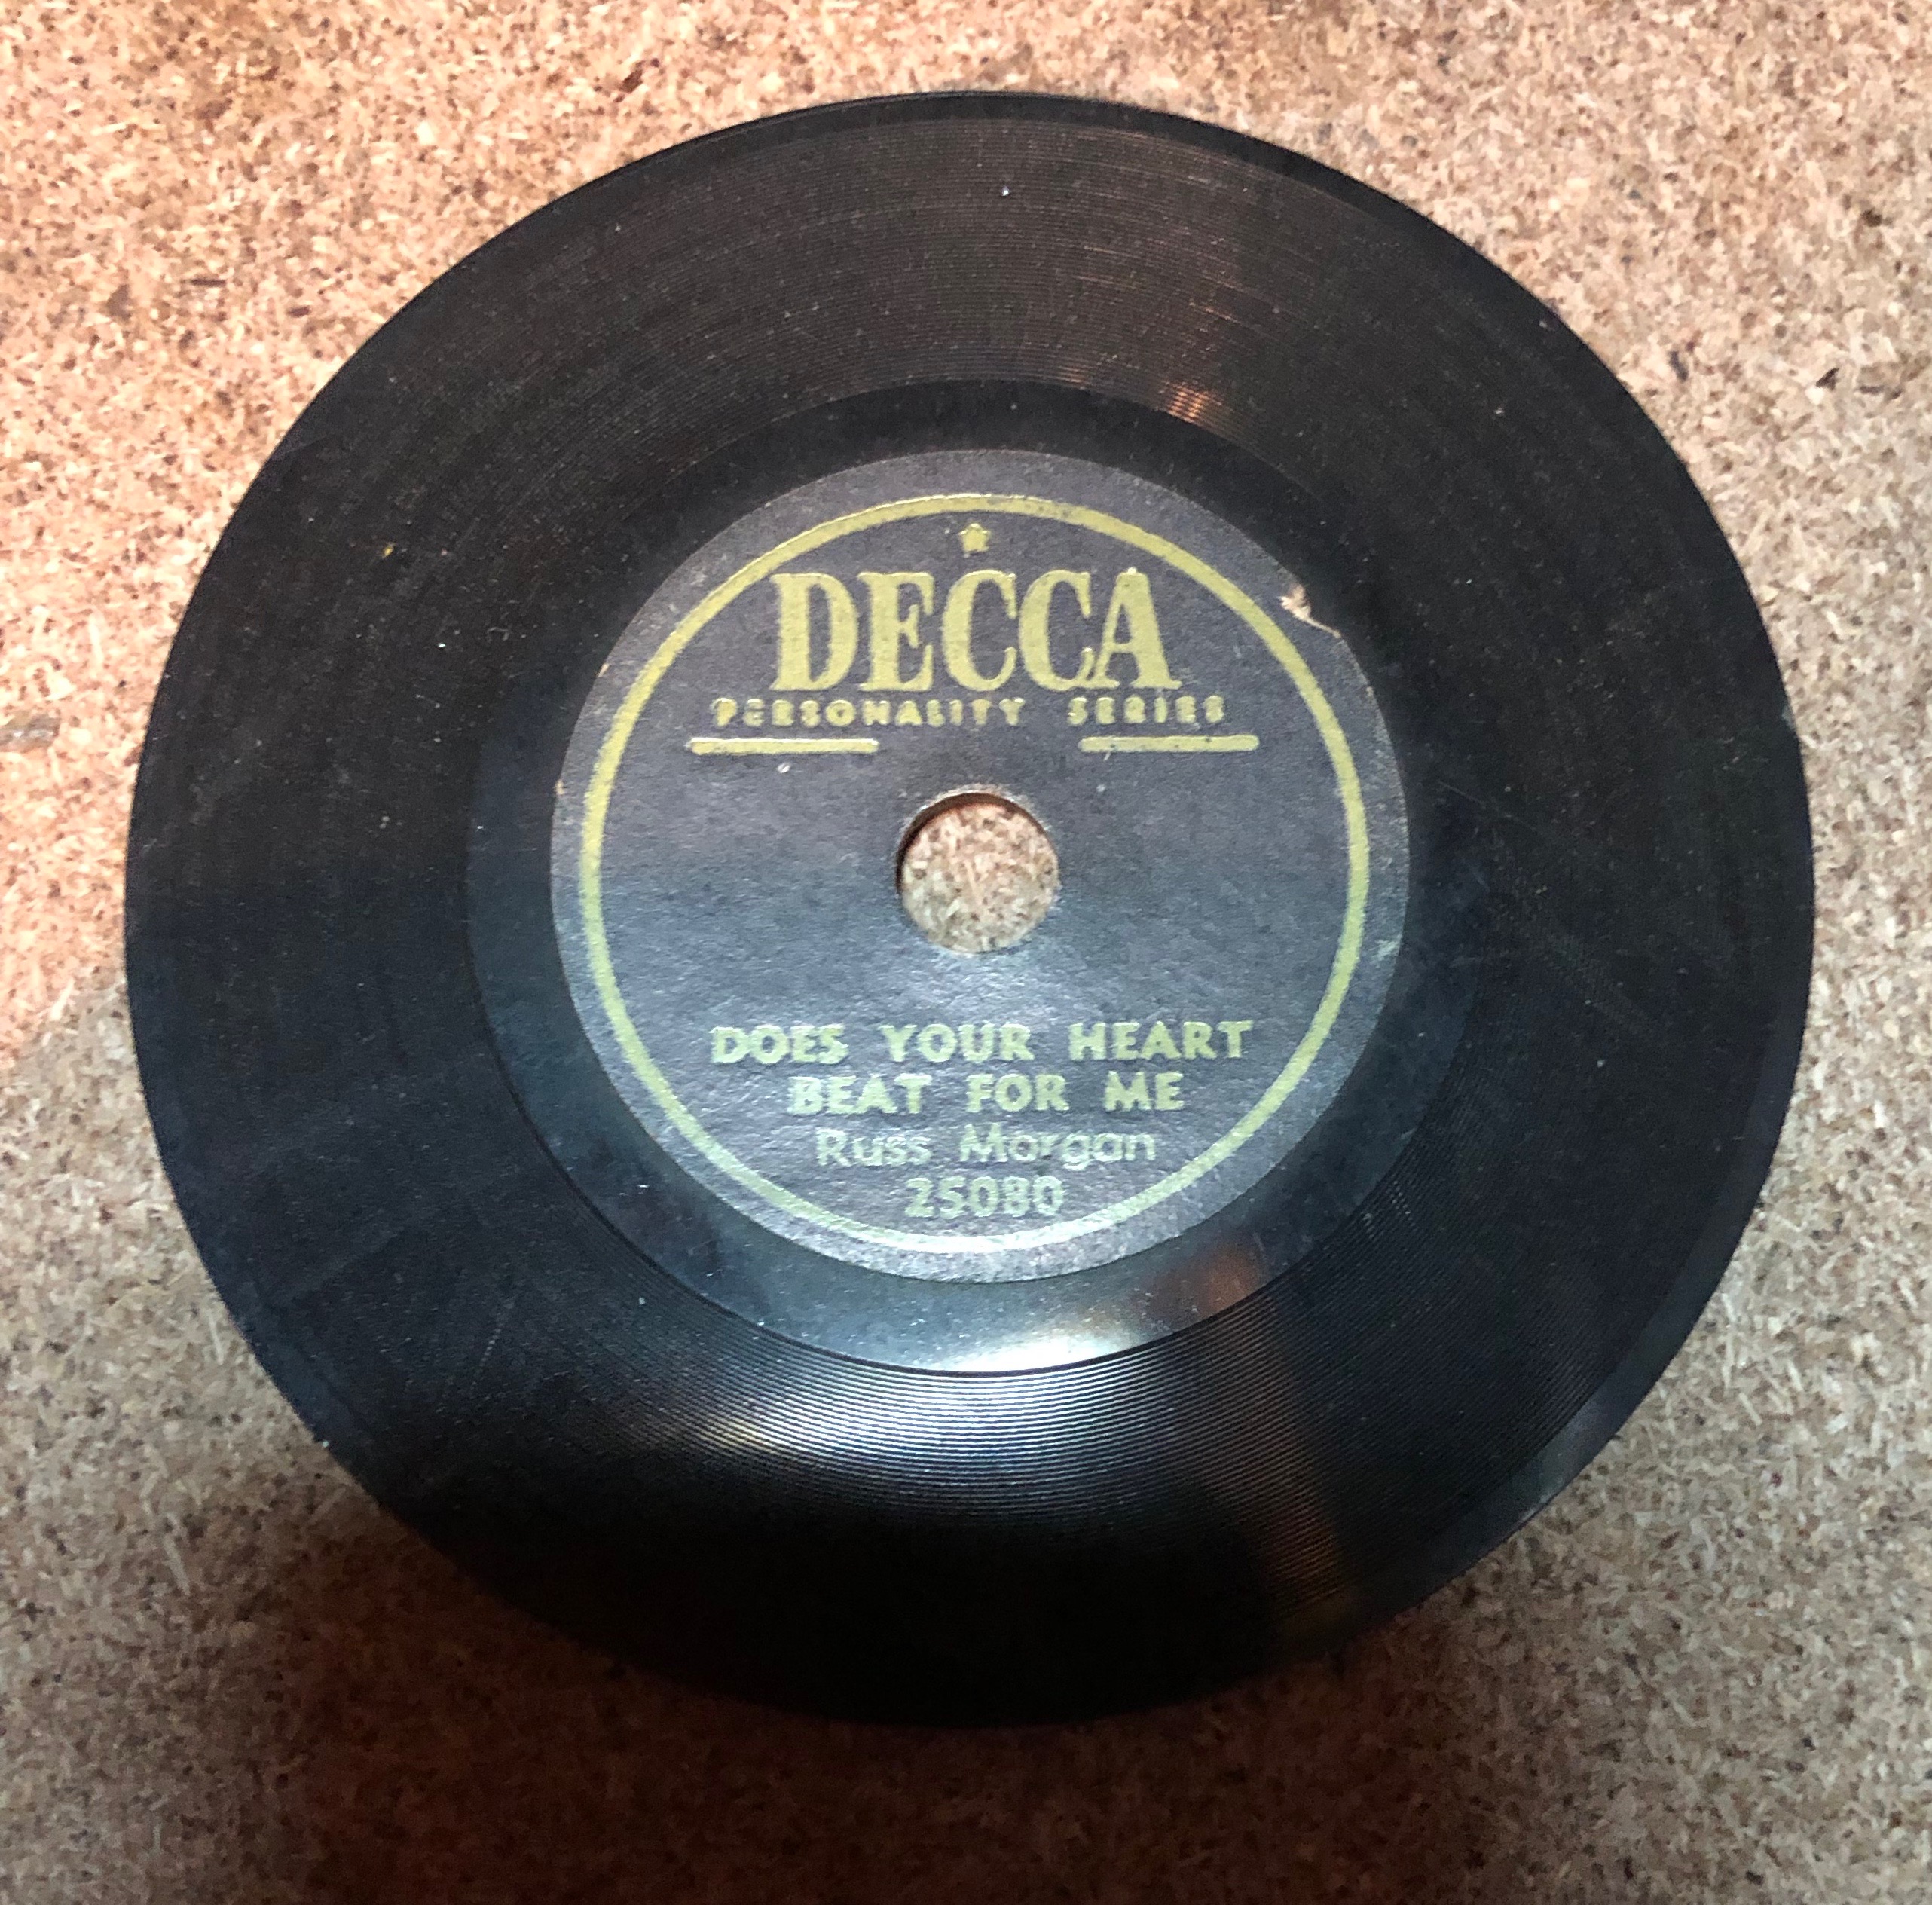 DECCA
PERSONALITY SERIES
DOES YOUR HEART
BEAT FOR ME
Russ Morgan
25080